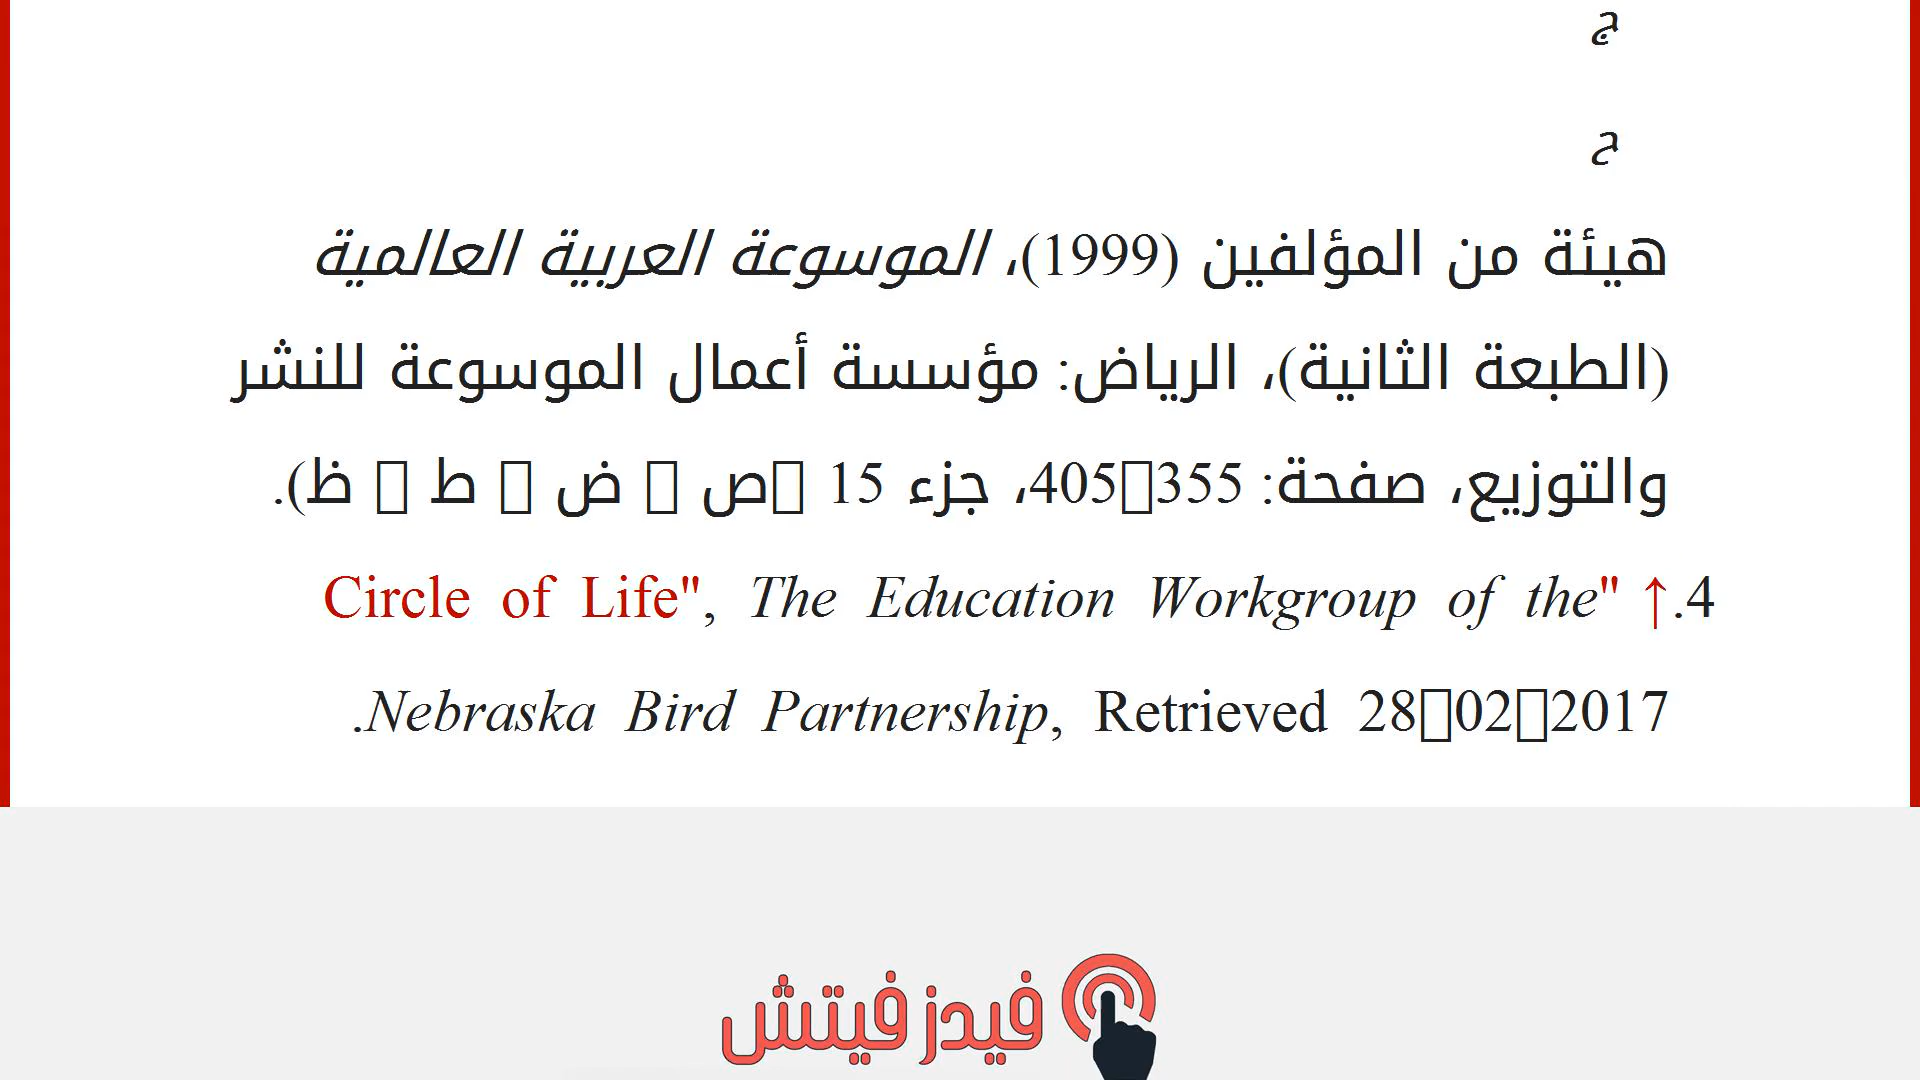 ج
ح
هيئة من المؤلفين (1999)، الموسوعة العربية العالمية
(الطبعة الثانية)، الرياض: مؤسسة أعمال الموسوعة للنشر
والتوزيع، صفحة: 355▯405، جزء 15 ▯ص ▯ ض ▯ ط ▯ ظ).
4.↑ "Circle of Life", The Education Workgroup of the
Nebraska Bird Partnership, Retrieved 28▯02▯2017.
فيدز فيتش